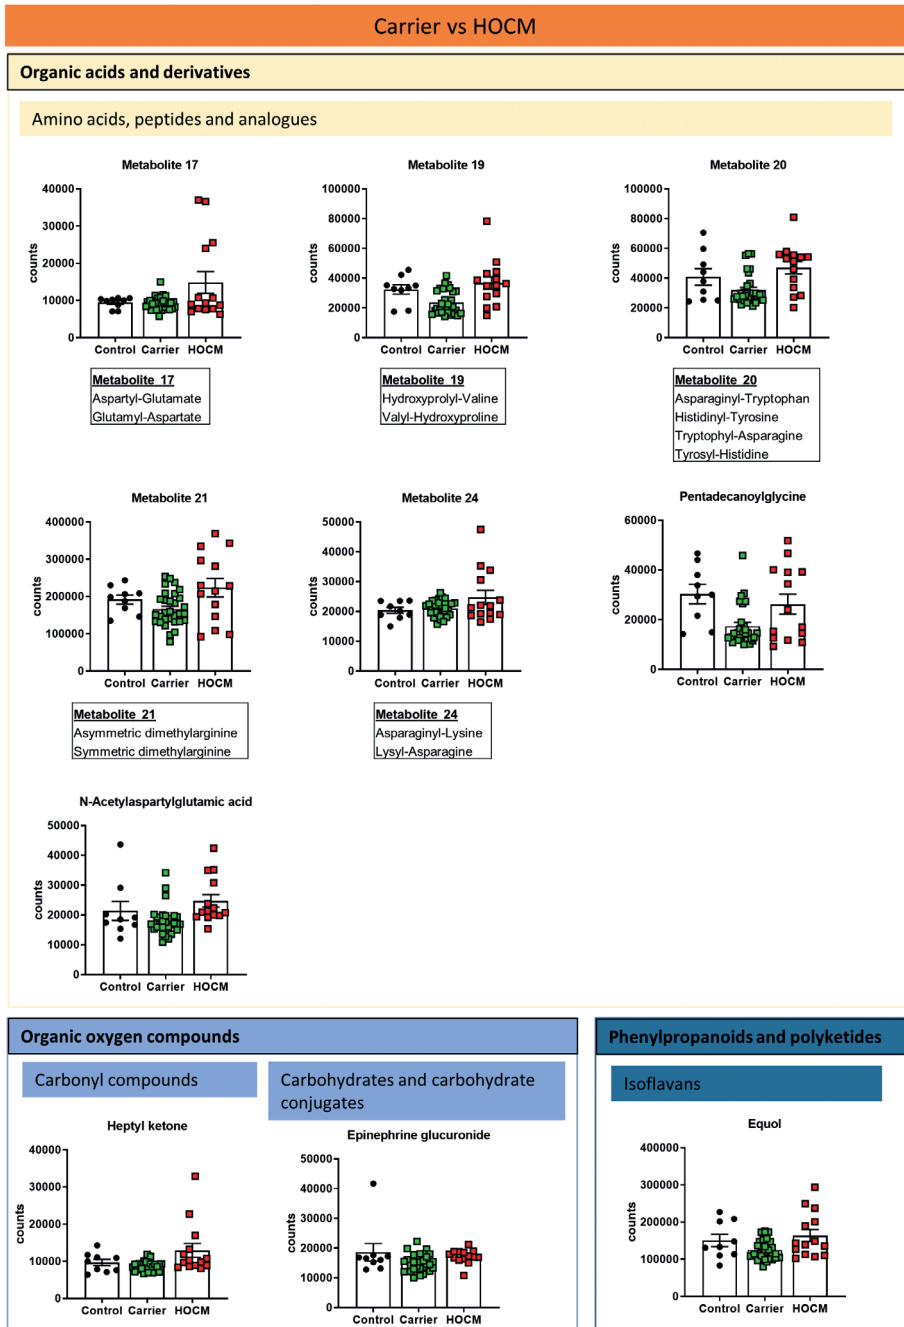 Carrier vs HOCM
Organic acids and derivatives
Amino acids, peptides and analogues
Metabolite 17
counts
40000
30000
20000
10000
0
Control Carrier HOCM
Metabolite 17
Aspartyl-Glutamate
Glutamyl-Aspartate
Metabolite 19
counts
100000
80000
60000
40000
20000
0
Control Carrier HOCM
Metabolite 19
Hydroxyprolyl-Valine
Valyl-Hydroxyproline
Metabolite 20
counts
100000
80000
60000
40000
20000
0
Control Carrier HOCM
Metabolite 20
Asparaginyl-Tryptophan
Histidinyl-Tyrosine
Tryptophyl-Asparagine
Tyrosyl-Histidine
Metabolite 21
counts
400000
300000
200000
100000
0
Control Carrier HOCM
Metabolite 21
Asymmetric dimethylarginine
Symmetric dimethylarginine
Metabolite 24
counts
50000
40000
30000
20000
10000
0
Control Carrier HOCM
Metabolite 24
Asparaginyl-Lysine
Lysyl-Asparagine
Pentadecanoylglycine
counts
60000
40000
20000
0
Control Carrier HOCM
N-Acetylaspartylglutamic acid
counts
50000
40000
30000
20000
10000
0
Control Carrier HOCM
Organic oxygen compounds
Carbonyl compounds
Heptyl ketone
counts
40000
30000
20000
10000
0
Control Carrier HOCM
Carbohydrates and carbohydrate
conjugates
Epinephrine glucuronide
counts
50000
40000
30000
20000
10000
0
Control Carrier HOCM
Phenylpropanoids and polyketides
Isoflavans
Equol
counts
400000
300000
200000
100000
0
Control Carrier HOCM